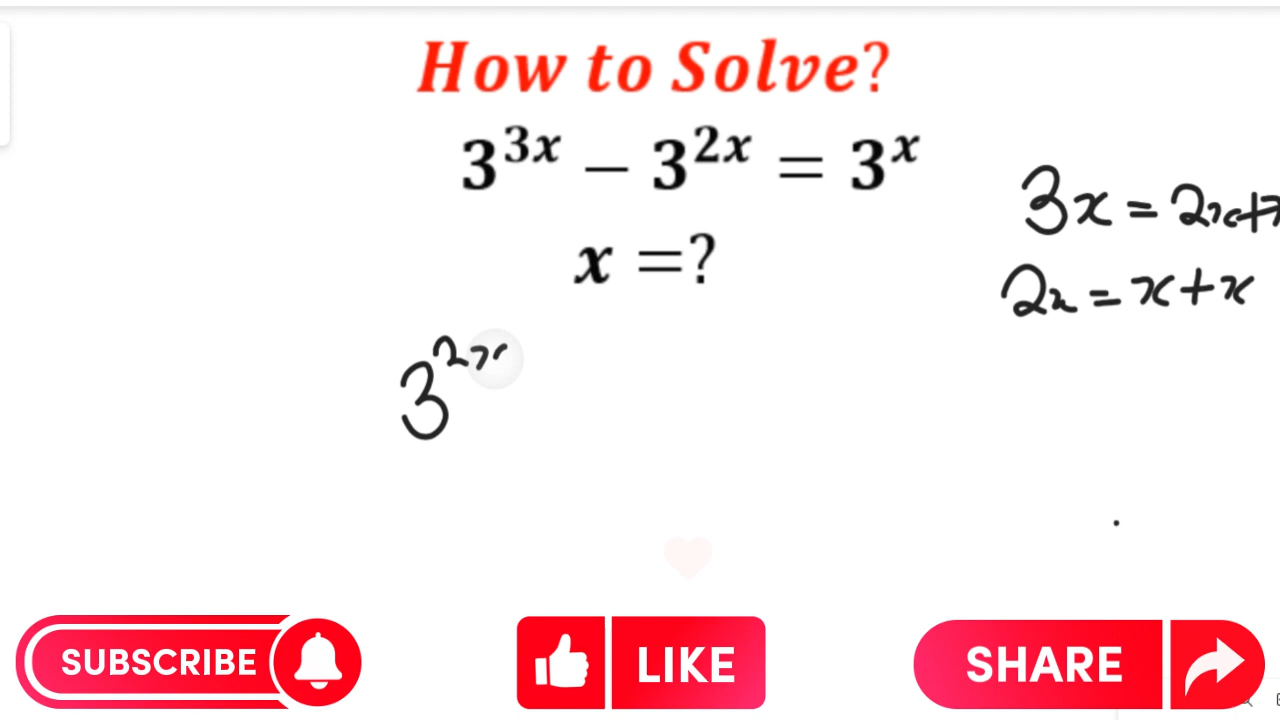 How to Solve?
3^{3x} − 3^{2x} = 3^x
x =?
3x = 2x+
2x = x+x
3^{2x}
SUBSCRIBE
LIKE
SHARE